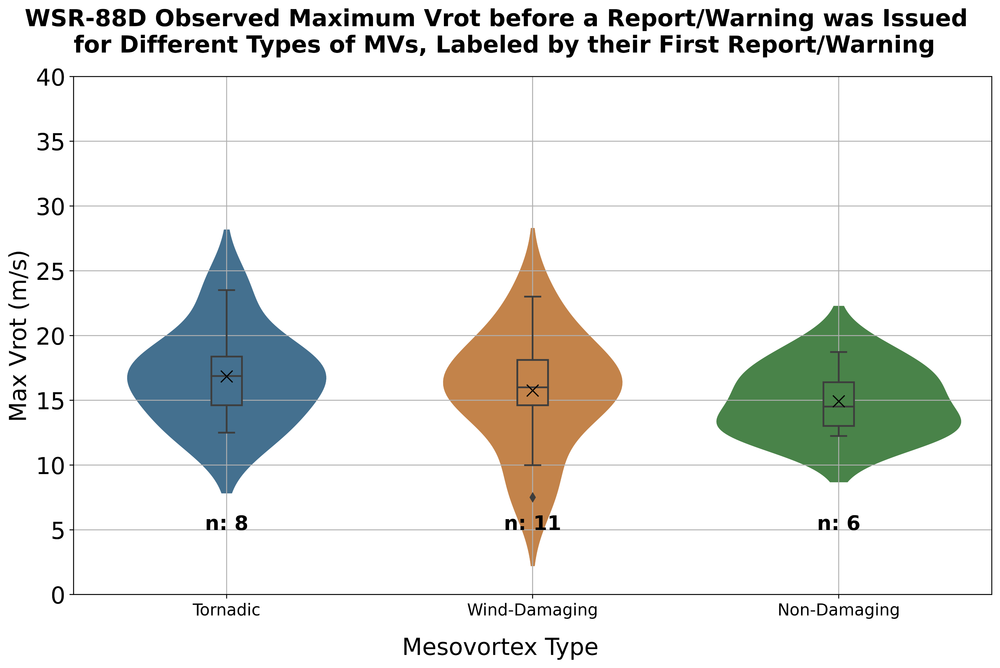 WSR-88D Observed Maximum Vrot before a Report/Warning was Issued
for Different Types of MVs, Labeled by their First Report/Warning
Max Vrot (m/s)
40
35
30
25
20
15
10
5
0
n: 8
n: 11
n: 6
Tornadic
Wind-Damaging
Non-Damaging
Mesovortex Type